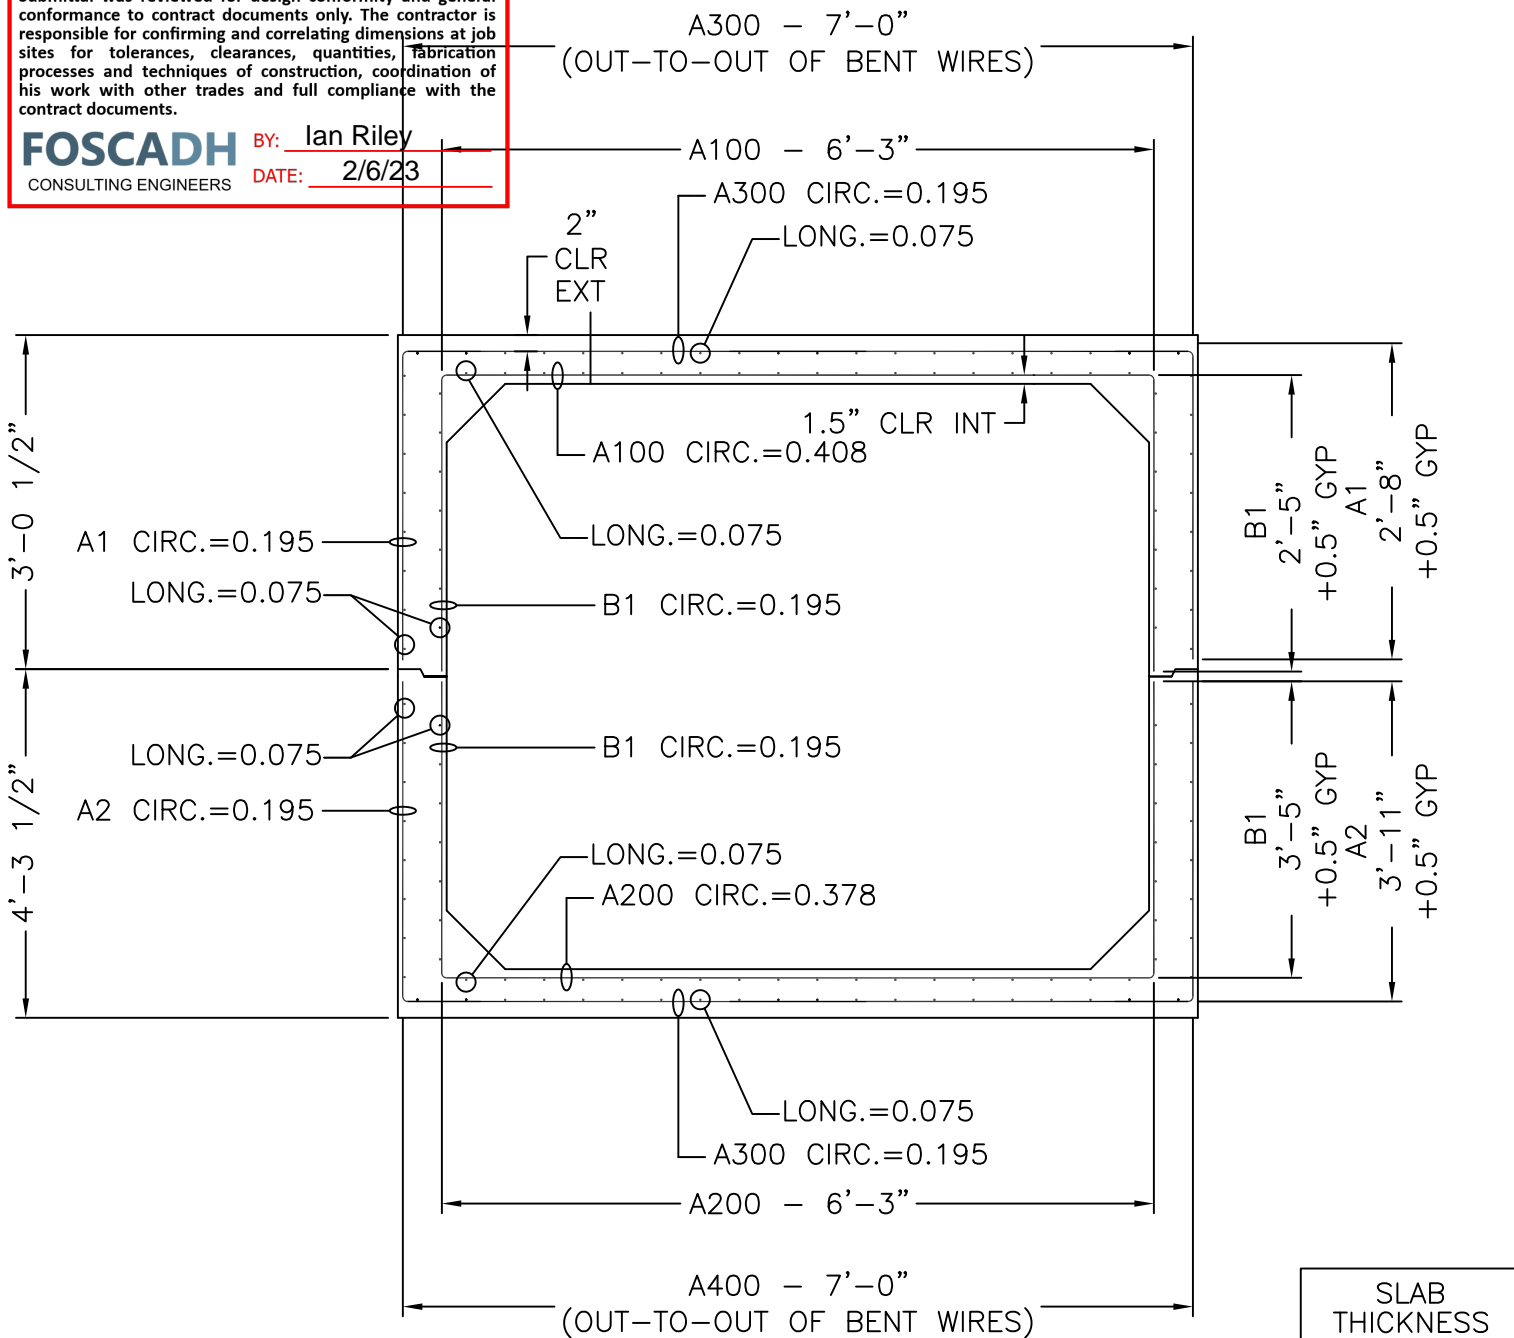 submittal was reviewed for design conformity and general
conformance to contract documents only. The contractor is
responsible for confirming and correlating dimensions at job
sites for tolerances, clearances, quantities, fabrication
processes and techniques of construction, coordination of
his work with other trades and full compliance with the
contract documents.
FOSCADH
CONSULTING ENGINEERS
BY: Ian Riley
DATE: 2/6/23
A300 - 7'-0"
(OUT-TO-OUT OF BENT WIRES)
A100 - 6'-3"
A300 CIRC.=0.195
LONG.=0.075
2"
CLR
EXT
1.5" CLR INT
A100 CIRC.=0.408
LONG.=0.075
A1 CIRC.=0.195
LONG.=0.075
B1 CIRC.=0.195
3'-0 1/2"
B1
2'-5"
+0.5" GYP
A1
2'-8"
+0.5" GYP
LONG.=0.075
B1 CIRC.=0.195
A2 CIRC.=0.195
4'-3 1/2"
LONG.=0.075
A200 CIRC.=0.378
B1
3'-5"
+0.5" GYP
A2
3'-11"
+0.5" GYP
LONG.=0.075
A300 CIRC.=0.195
A200 - 6'-3"
A400 - 7'-0"
(OUT-TO-OUT OF BENT WIRES)
SLAB
THICKNESS